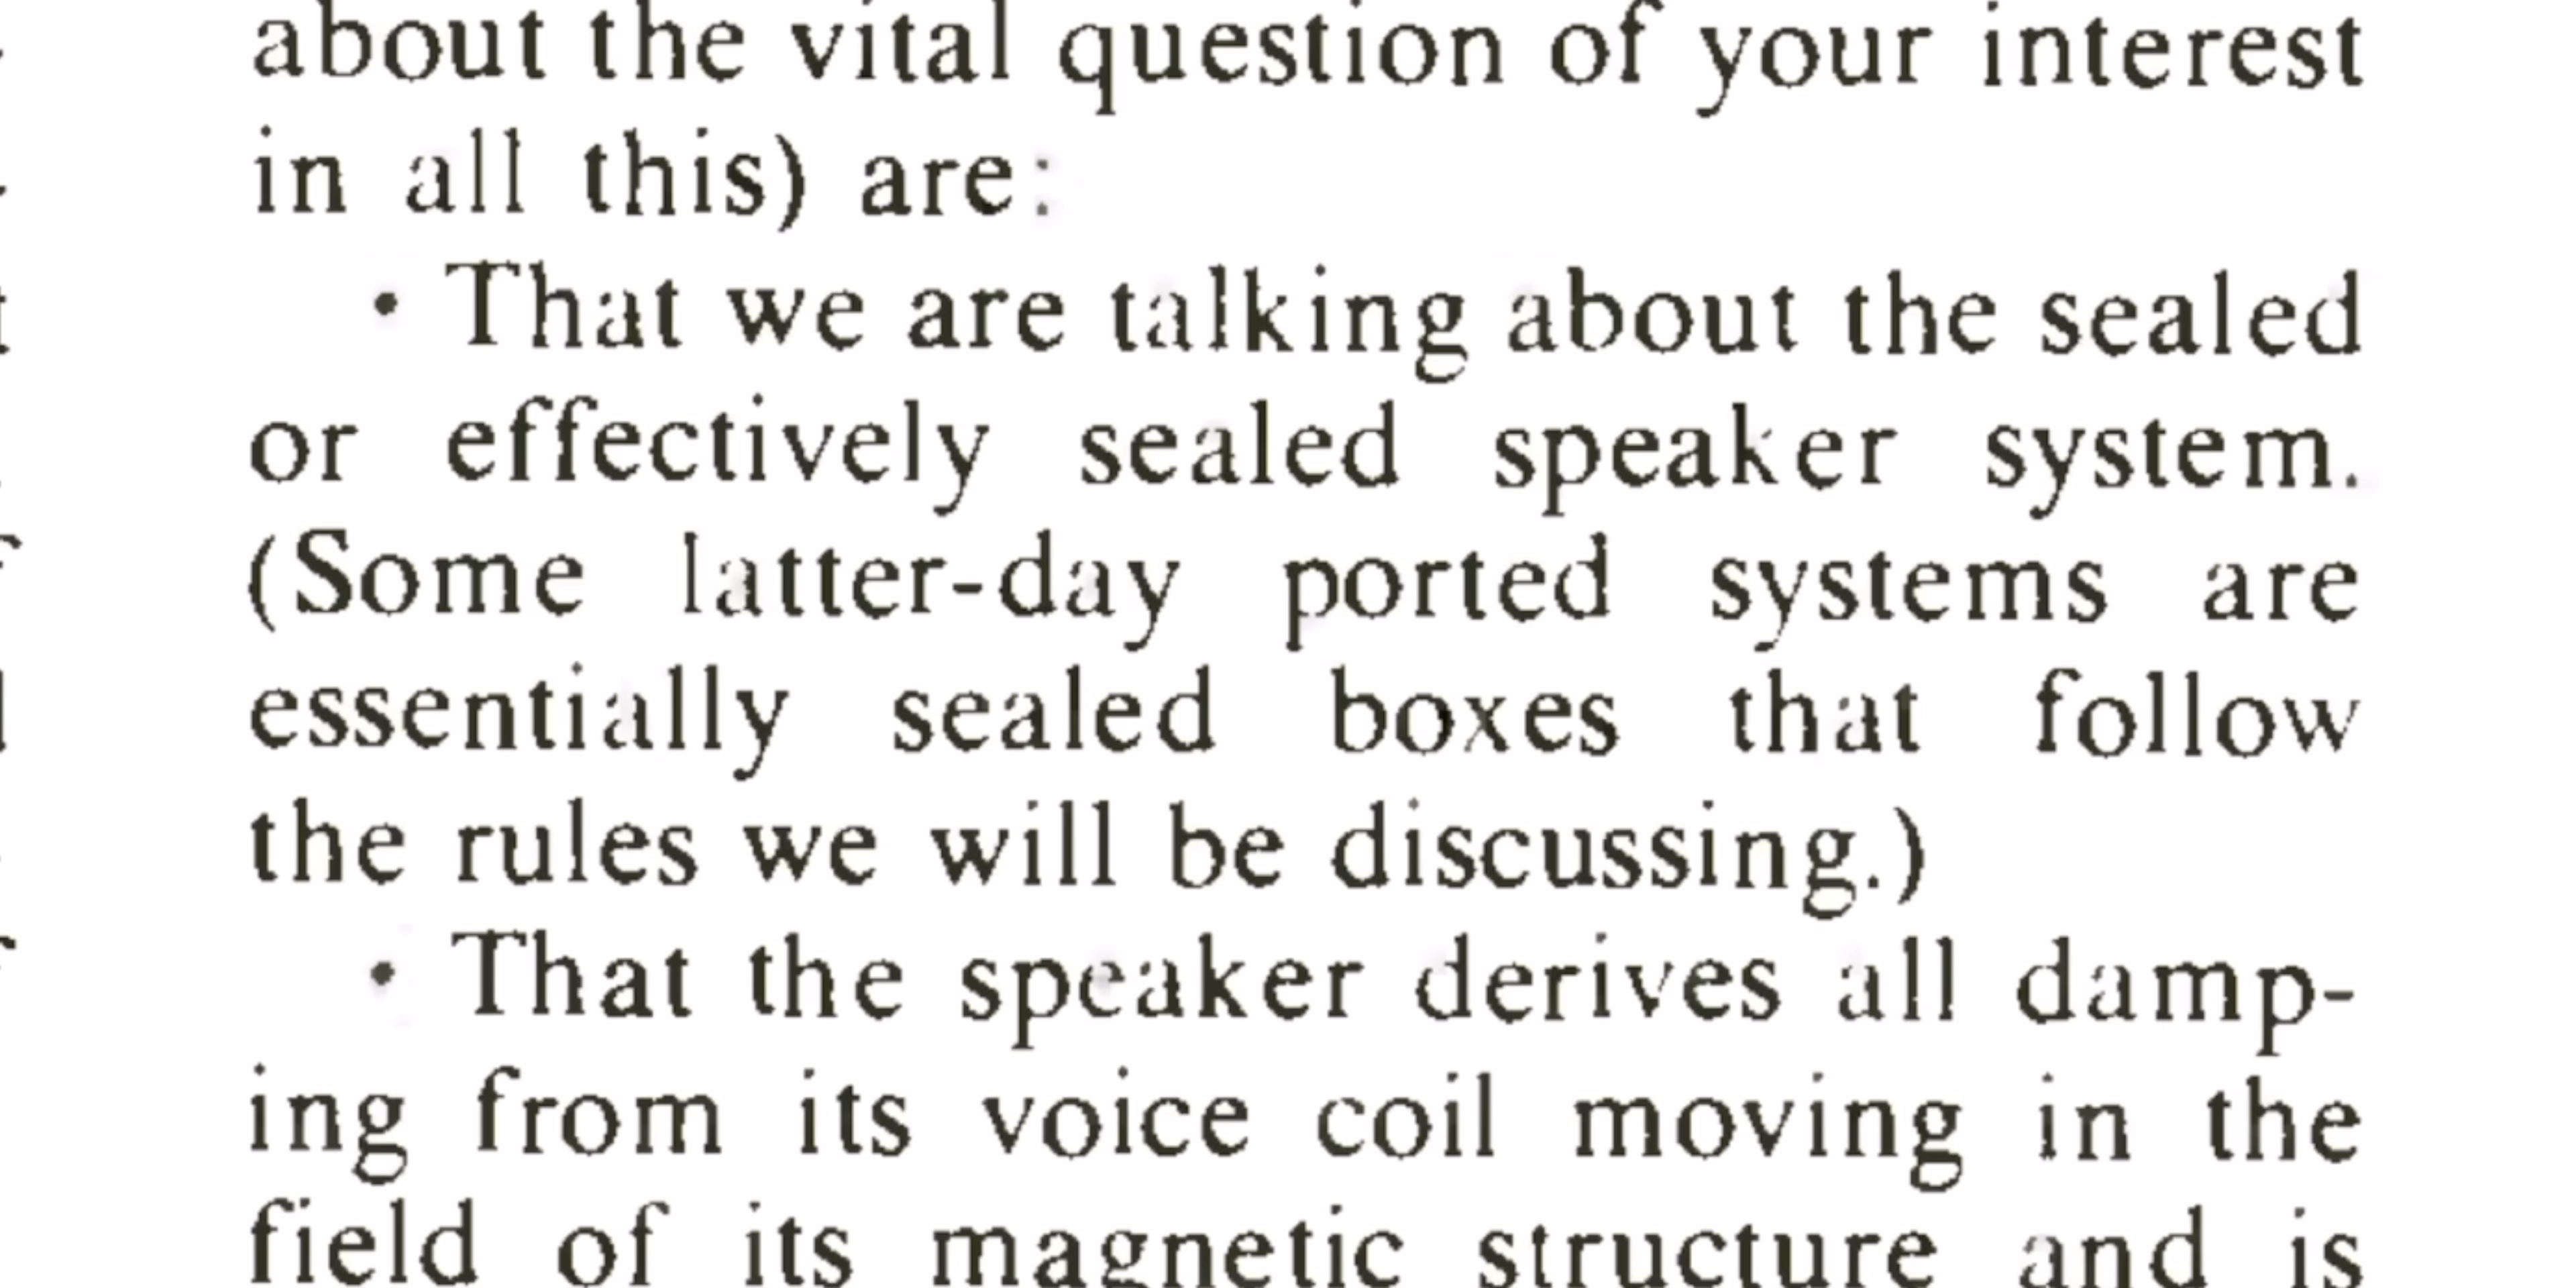 about the vital question of your interest
in all this) are:
• That we are talking about the sealed
or effectively sealed speaker system.
(Some latter-day ported systems are
essentially sealed boxes that follow
the rules we will be discussing.)
• That the speaker derives all damp-
ing from its voice coil moving in the
field of its magnetic structure and is